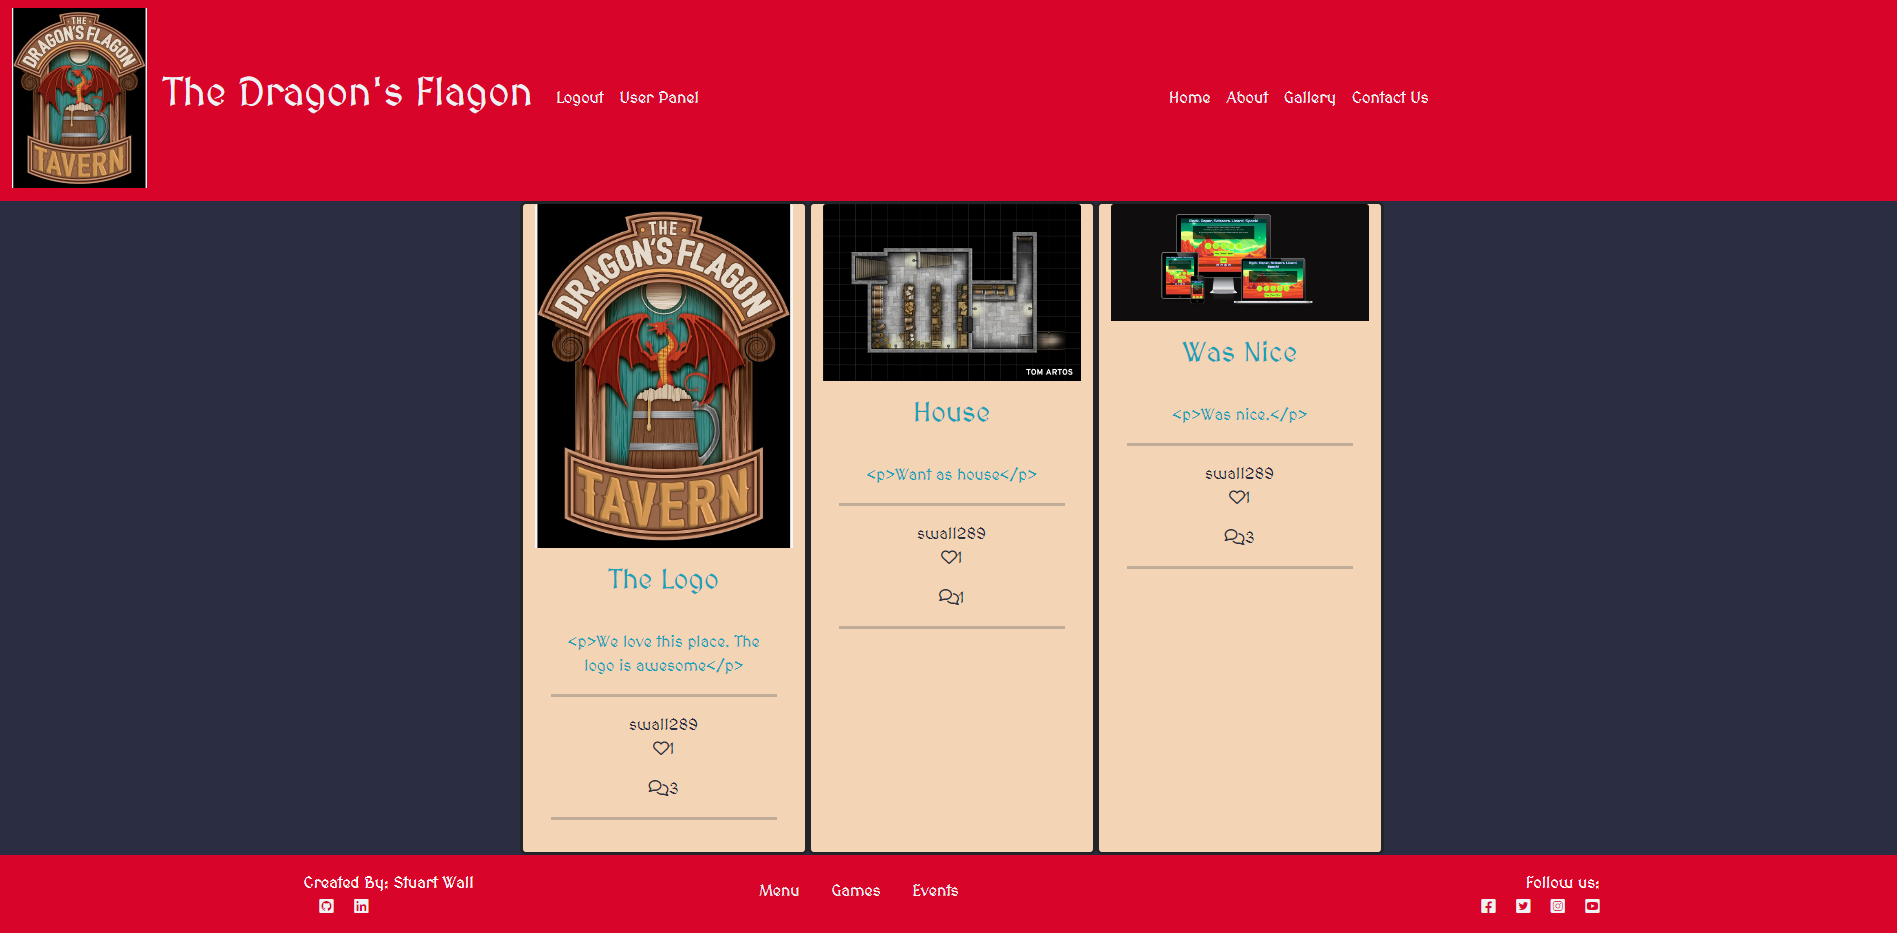 THE
DRAGON'S FLAGON
TAVERN
The Dragon's Flagon
Logout User Panel
Home About Gallery Contact Us
THE
DRAGON'S FLAGON
TAVERN
The Logo
<p>We love this place. The
logo is awesome</p>
swall289
1
3
TOM ARTOS
House
<p>Want as house</p>
swall289
1
1
Was Nice
<p>Was nice.</p>
swall289
1
3
Created By: Stuart Wall
Menu Games Events
Follow us: